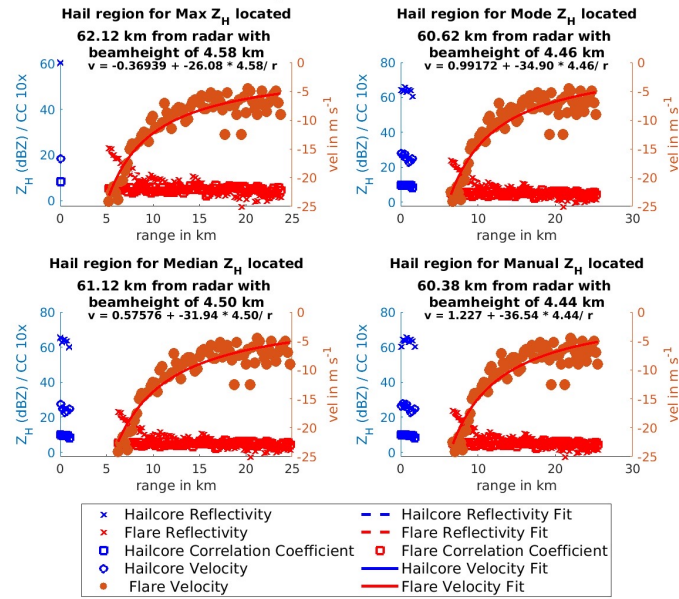 Hail region for Max Z_H located
62.12 km from radar with
beamheight of 4.58 km
v = -0.36939 + -26.08 * 4.58/ r
Z_H (dBZ) / CC 10x
60
40
20
0
0
-5
-10
-15
-20
-25
vel in m s^-1
0 5 10 15 20 25
range in km
Hail region for Mode Z_H located
60.62 km from radar with
beamheight of 4.46 km
v = 0.99172 + -34.90 * 4.46/ r
Z_H (dBZ) / CC 10x
80
60
40
20
0
0
-5
-10
-15
-20
-25
vel in m s^-1
0 10 20 30
range in km
Hail region for Median Z_H located
61.12 km from radar with
beamheight of 4.50 km
v = 0.57576 + -31.94 * 4.50/ r
Z_H (dBZ) / CC 10x
80
60
40
20
0
0
-5
-10
-15
-20
-25
vel in m s^-1
0 5 10 15 20 25
range in km
Hail region for Manual Z_H located
60.38 km from radar with
beamheight of 4.44 km
v = 1.227 + -36.54 * 4.44/ r
Z_H (dBZ) / CC 10x
80
60
40
20
0
0
-5
-10
-15
-20
-25
vel in m s^-1
0 10 20 30
range in km
Hailcore Reflectivity
Flare Reflectivity
Hailcore Correlation Coefficient
Hailcore Velocity
Flare Velocity
Hailcore Reflectivity Fit
Flare Reflectivity Fit
Flare Correlation Coefficient
Hailcore Velocity Fit
Flare Velocity Fit